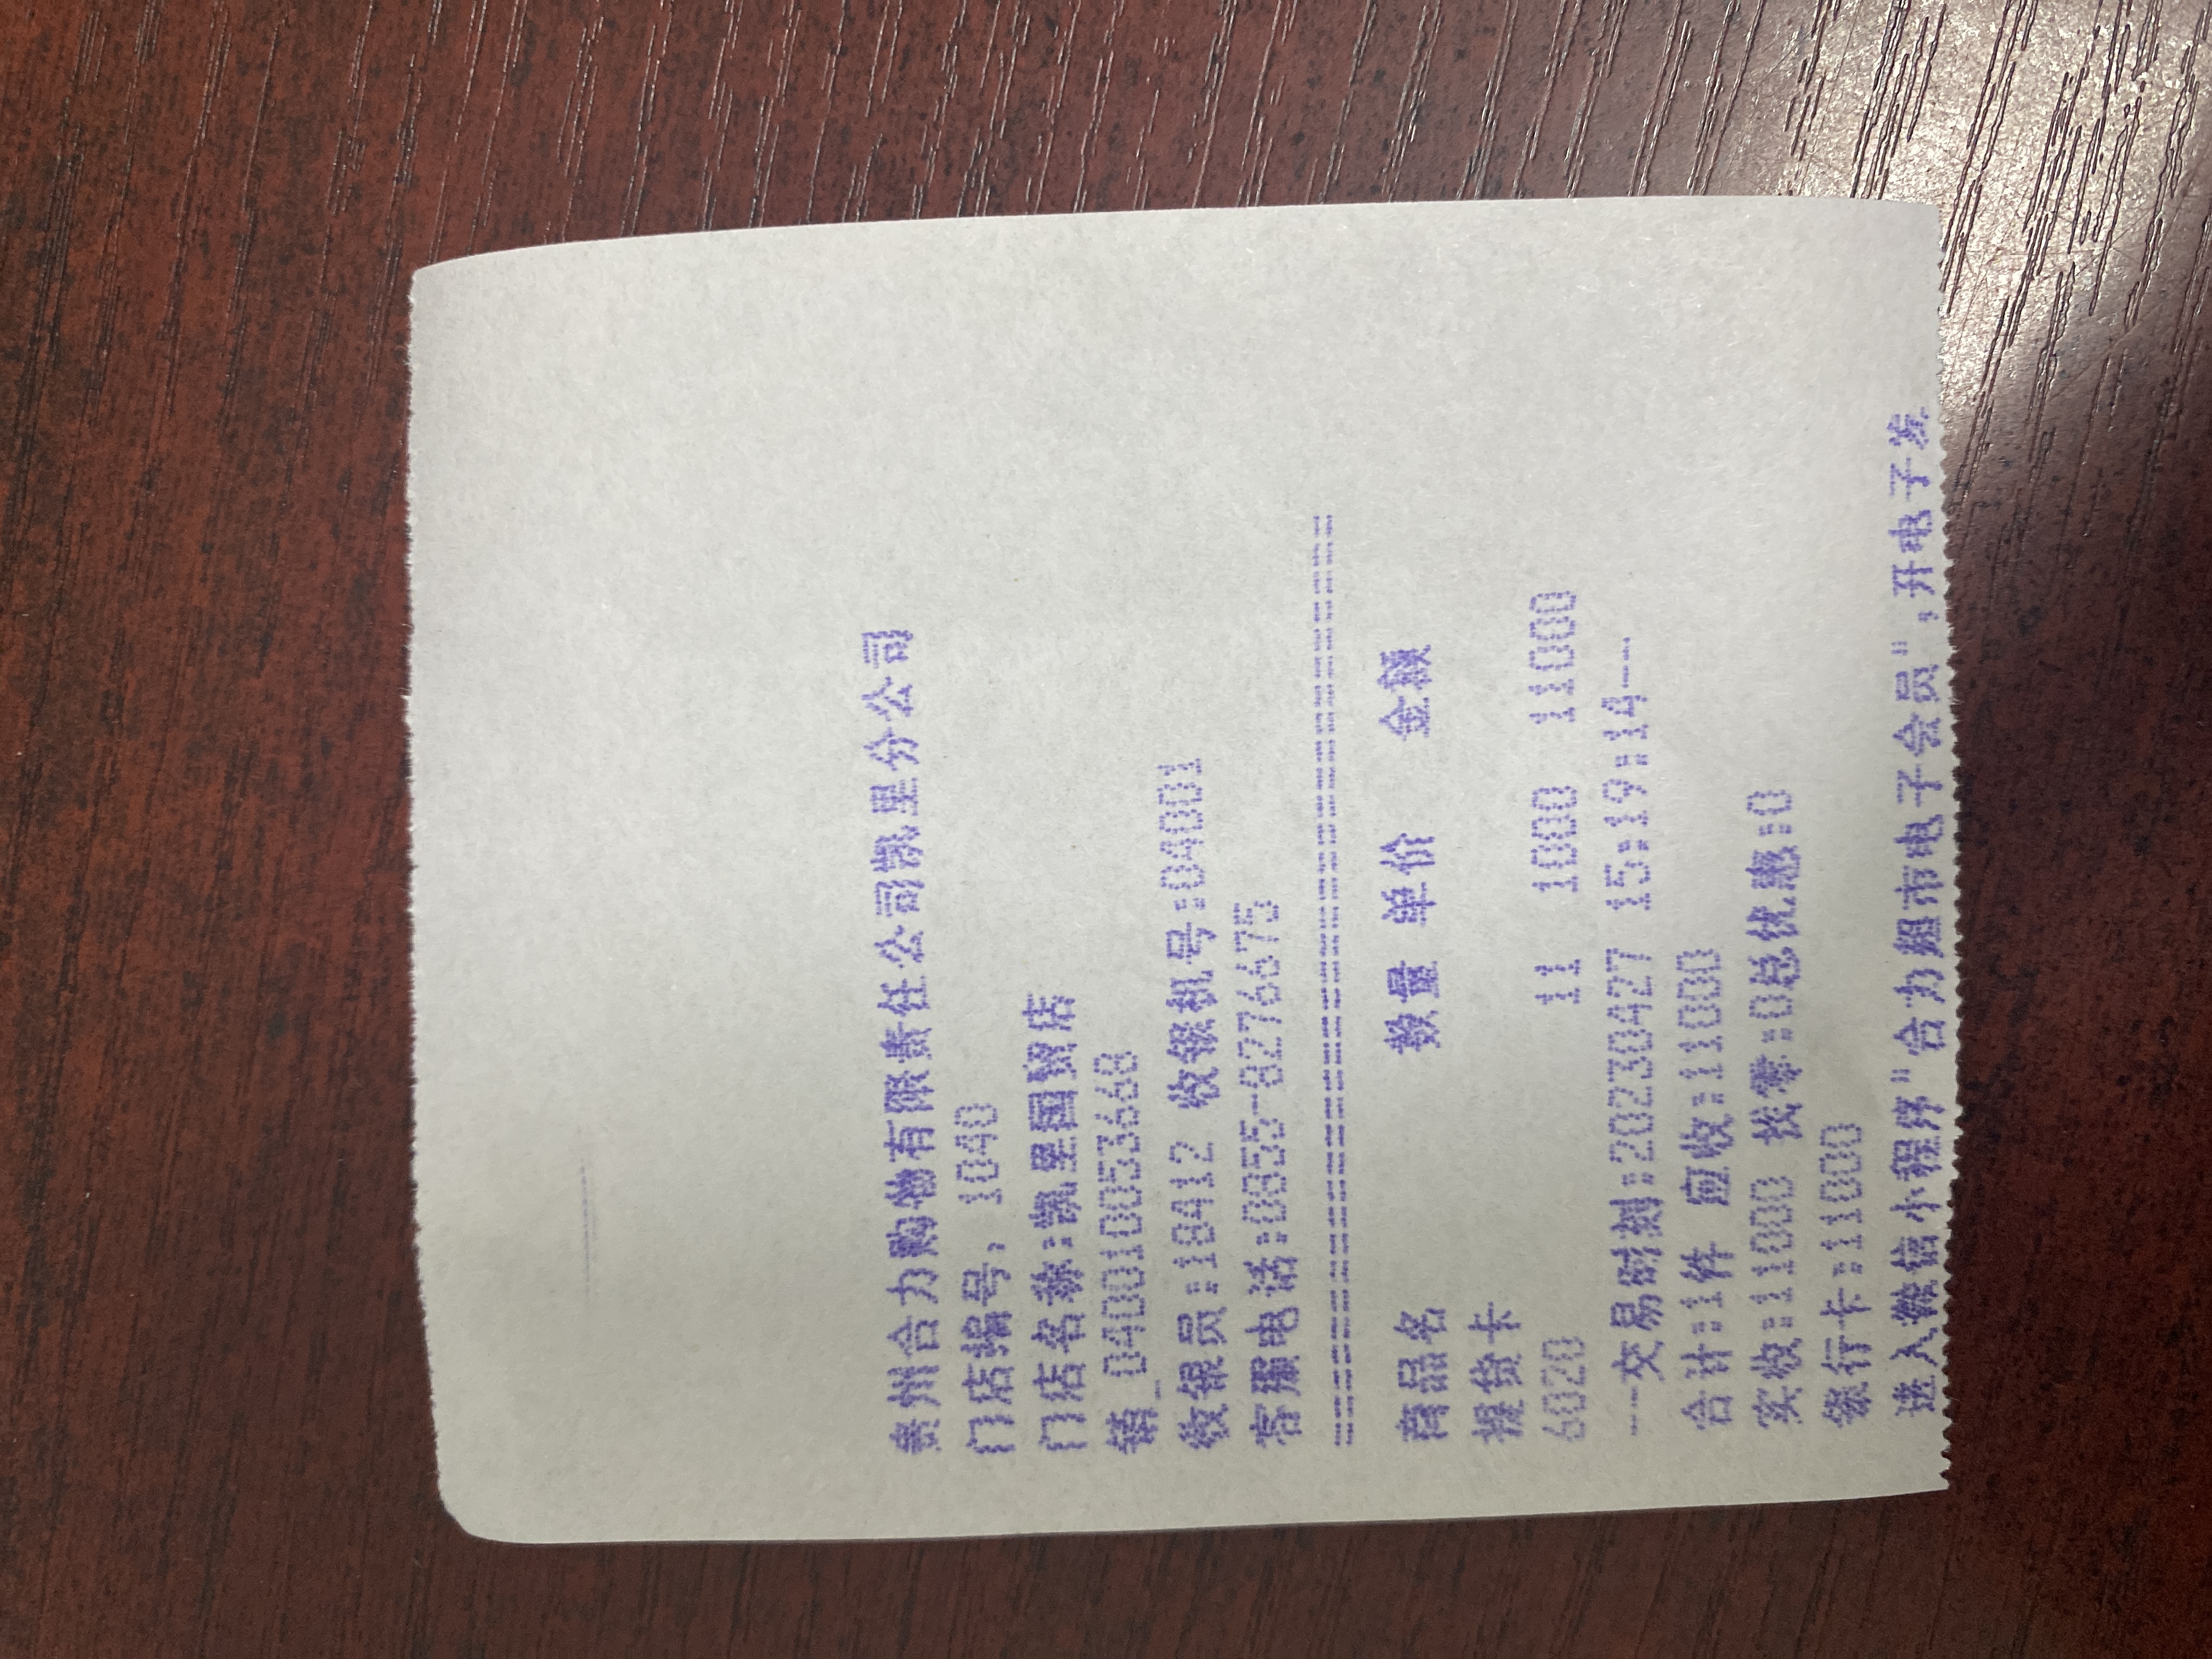 贵州合力购物有限责任公司凯里分公司
门店编号, 1040
门店名称:凯里国贸店
040010053668
收银员:18412 收银机号:04001
客服电话:0855-8276675
==========================================
商品名 数量 单价 金额
提货卡
6020 11 1000 11000
---交易时刻:20230427 15:19:14---
合计:1件 应收:11000
实收:11000 找零:0总优惠:0
银行卡:11000
进入微信小程序"合力超市电子会员",开电子发